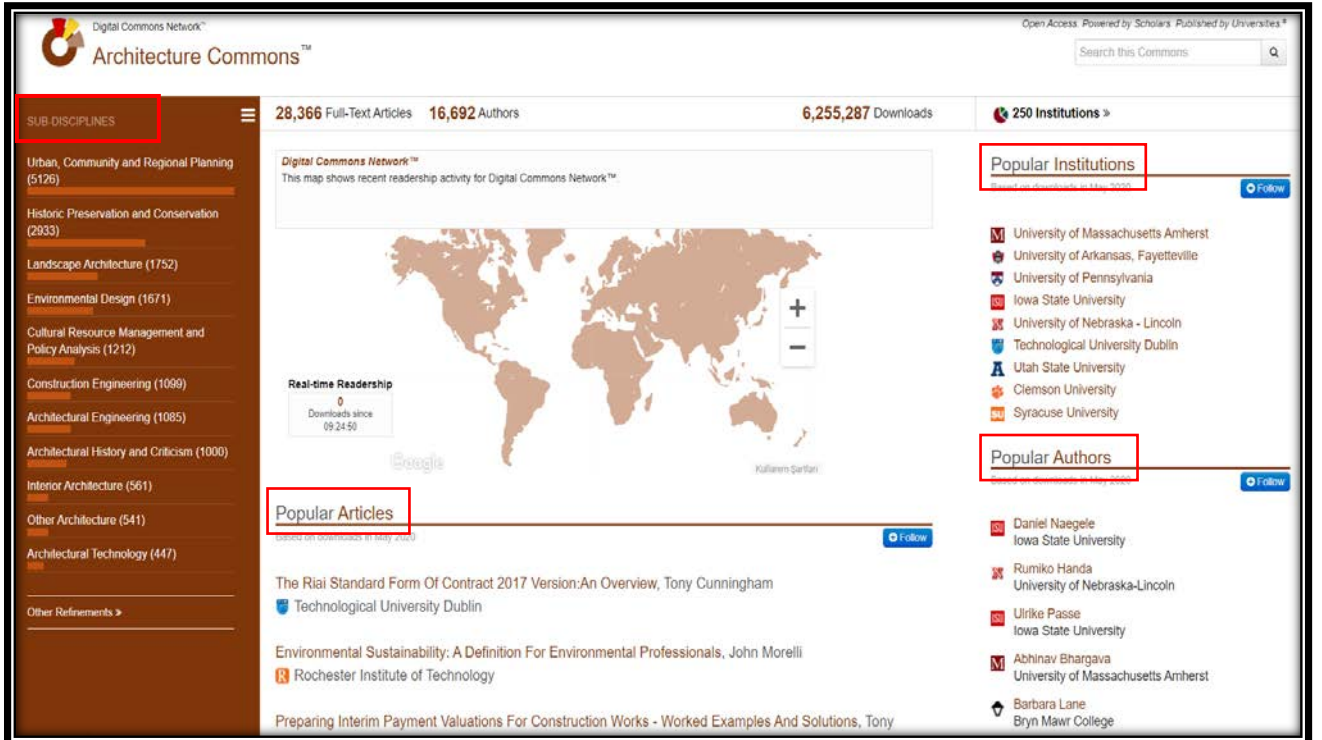 Digital Commons Network™
Architecture Commons™
Open Access. Powered by Scholars. Published by Universities.®
Search this Commons
SUB-DISCIPLINES
Urban, Community and Regional Planning
(5126)
Historic Preservation and Conservation
(2933)
Landscape Architecture (1752)
Environmental Design (1671)
Cultural Resource Management and
Policy Analysis (1212)
Construction Engineering (1099)
Architectural Engineering (1085)
Architectural History and Criticism (1000)
Interior Architecture (561)
Other Architecture (541)
Architectural Technology (447)
Other Refinements »
28,366 Full-Text Articles 16,692 Authors 6,255,287 Downloads
250 Institutions »
Digital Commons Network™
This map shows recent readership activity for Digital Commons Network™.
+
−
Real-time Readership
0
Downloads since
09:24:50
Google
Kullanım Şartları
Popular Articles
Based on downloads in May 2020
Follow
The Riai Standard Form Of Contract 2017 Version:An Overview, Tony Cunningham
Technological University Dublin
Environmental Sustainability: A Definition For Environmental Professionals, John Morelli
R Rochester Institute of Technology
Preparing Interim Payment Valuations For Construction Works - Worked Examples And Solutions, Tony
Popular Institutions
Based on downloads in May 2020
Follow
University of Massachusetts Amherst
University of Arkansas, Fayetteville
University of Pennsylvania
Iowa State University
University of Nebraska - Lincoln
Technological University Dublin
Utah State University
Clemson University
Syracuse University
Popular Authors
Based on downloads in May 2020
Follow
Daniel Naegele
Iowa State University
Rumiko Handa
University of Nebraska-Lincoln
Ulrike Passe
Iowa State University
Abhinav Bhargava
University of Massachusetts Amherst
Barbara Lane
Bryn Mawr College